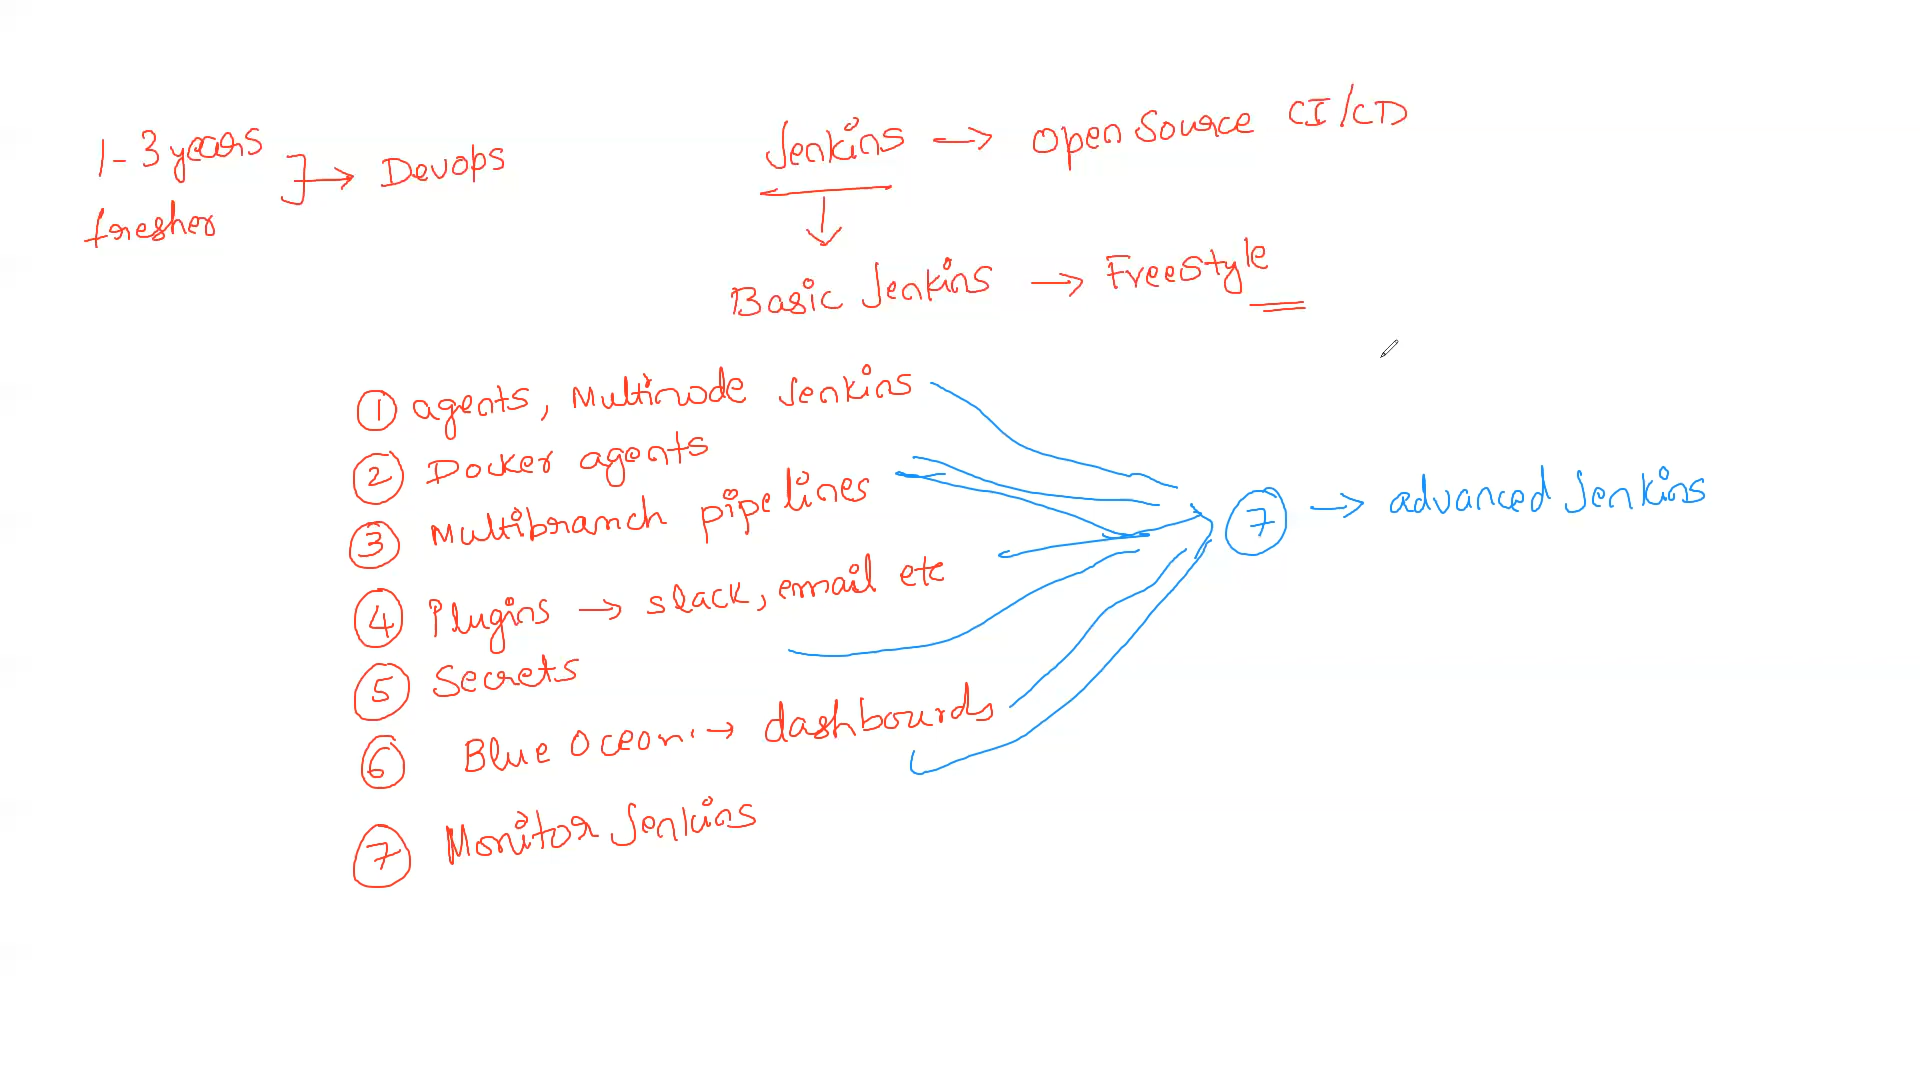 1-3 years
fresher
→ Devops
Jenkins → Open Source CI/CD
Basic Jenkins → Freestyle
① agents, Multinode Jenkins
② Docker agents
③ Multibranch pipelines
④ Plugins → slack, email etc
⑤ Secrets
⑥ Blue Ocean. → dashbourds
⑦ Monitor Jenkins
⑦ → advanced Jenkins